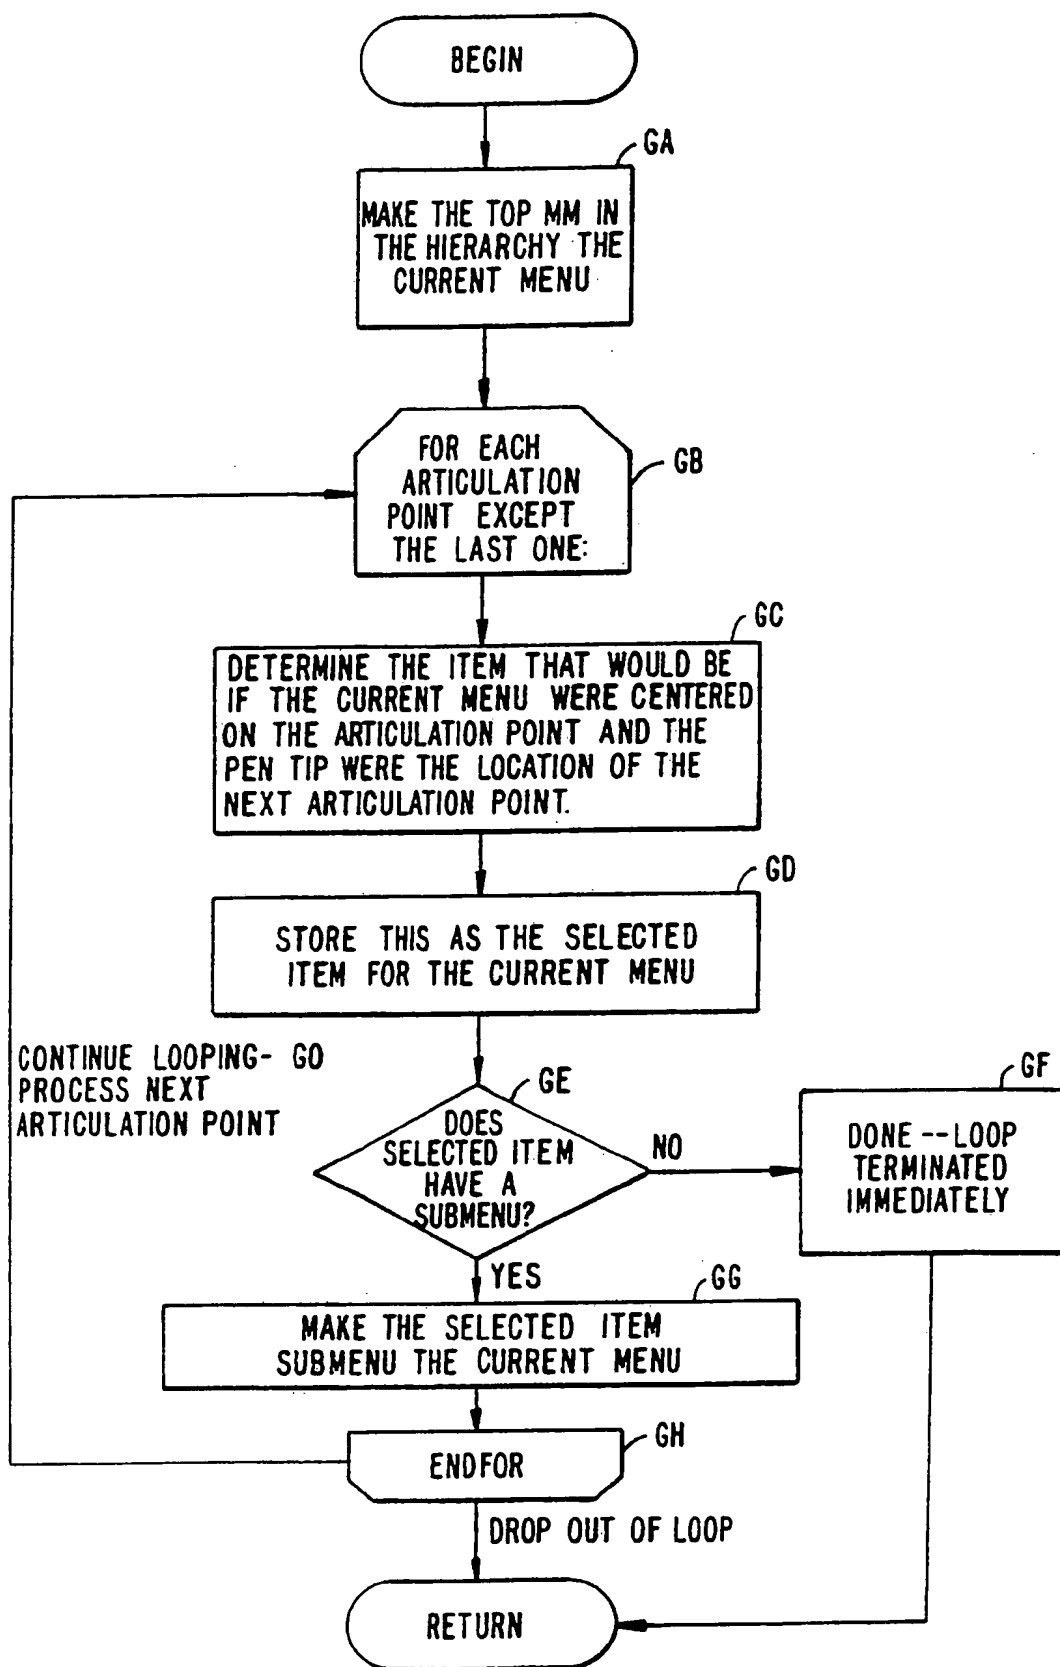 BEGIN
GA
MAKE THE TOP MM IN
THE HIERARCHY THE
CURRENT MENU
FOR EACH
ARTICULATION
POINT EXCEPT
THE LAST ONE:
GB
GC
DETERMINE THE ITEM THAT WOULD BE
IF THE CURRENT MENU WERE CENTERED
ON THE ARTICULATION POINT AND THE
PEN TIP WERE THE LOCATION OF THE
NEXT ARTICULATION POINT.
GD
STORE THIS AS THE SELECTED
ITEM FOR THE CURRENT MENU
CONTINUE LOOPING- GO
PROCESS NEXT
ARTICULATION POINT
GE
DOES
SELECTED ITEM
HAVE A
SUBMENU?
NO
GF
DONE -- LOOP
TERMINATED
IMMEDIATELY
YES
GG
MAKE THE SELECTED ITEM
SUBMENU THE CURRENT MENU
GH
ENDFOR
DROP OUT OF LOOP
RETURN